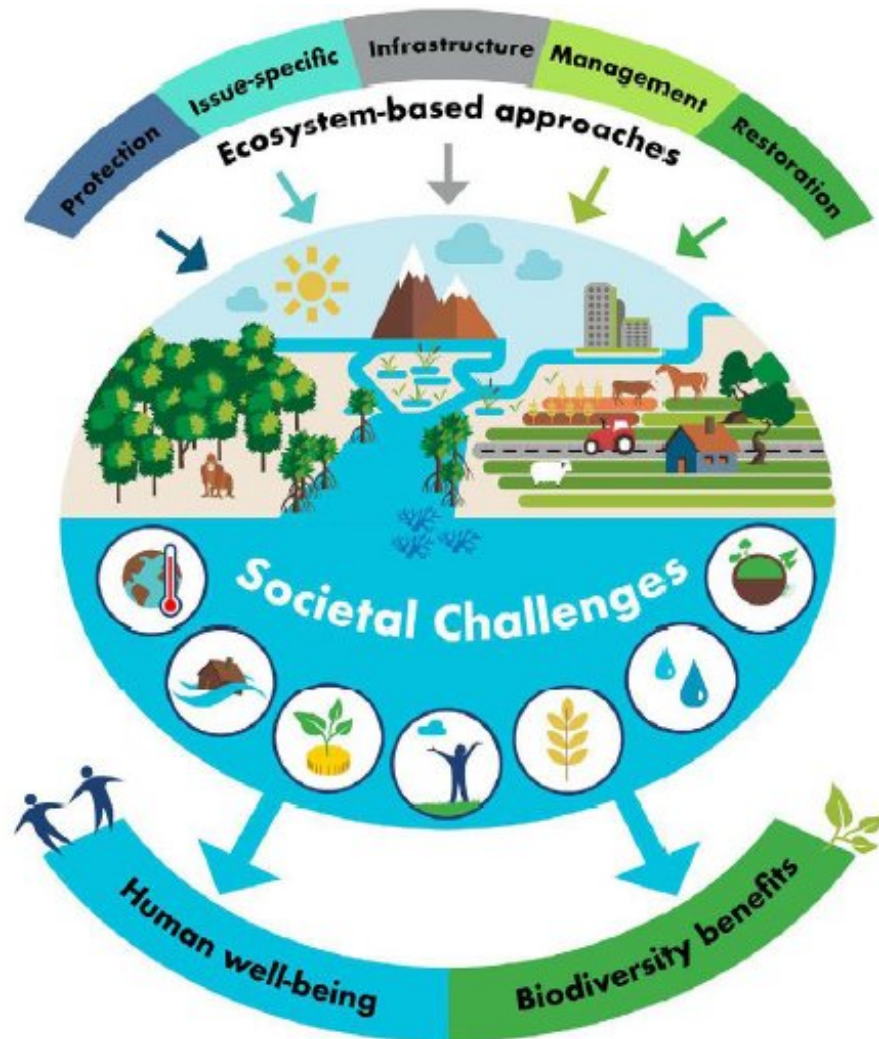 Protection
Issue-specific
Infrastructure
Management
Restoration
Ecosystem-based approaches
Societal Challenges
Human well-being
Biodiversity benefits